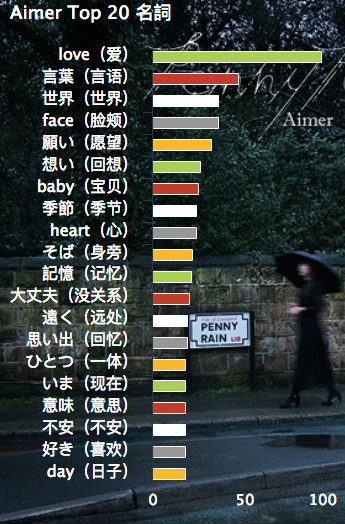 Aimer Top 20 名詞
love（爱）
言葉（言语）
世界（世界）
face（脸颊）
願い（愿望）
想い（回想）
baby（宝贝）
季節（季节）
heart（心）
そば（身旁）
記憶（记忆）
大丈夫（没关系）
遠く（远处）
思い出（回忆）
ひとつ（一体）
いま（现在）
意味（意思）
不安（不安）
好き（喜欢）
day（日子）
Aimer
City of Liverpool
PENNY
RAIN L18
0 50 100